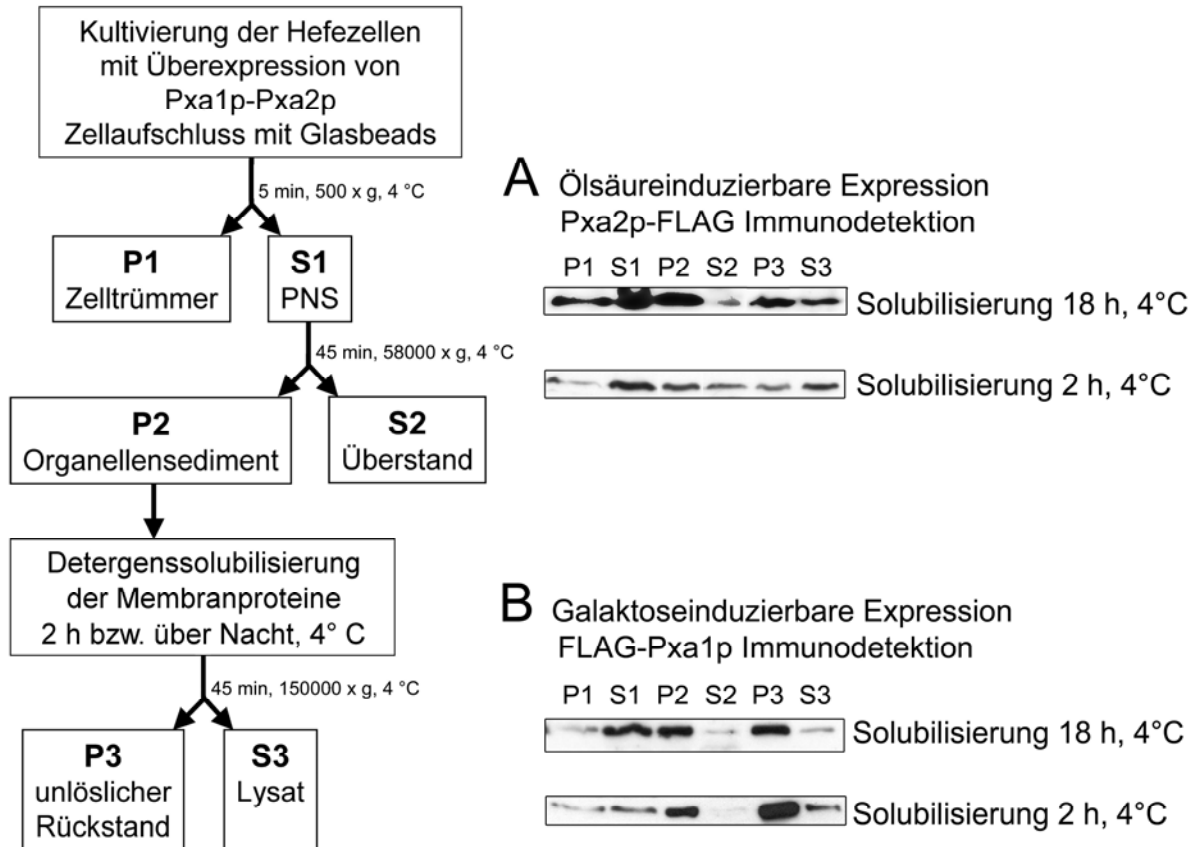 Kultivierung der Hefezellen
mit Überexpression von
Pxa1p-Pxa2p
Zellaufschluss mit Glasbeads
5 min, 500 x g, 4 °C
P1
Zelltrümmer
S1
PNS
45 min, 58000 x g, 4 °C
P2
Organellensediment
S2
Überstand
Detergenssolubilisierung
der Membranproteine
2 h bzw. über Nacht, 4° C
45 min, 150000 x g, 4 °C
P3
unlöslicher
Rückstand
S3
Lysat
A Ölsäureinduzierbare Expression
Pxa2p-FLAG Immunodetektion
P1 S1 P2 S2 P3 S3
Solubilisierung 18 h, 4°C
Solubilisierung 2 h, 4°C
B Galaktoseinduzierbare Expression
FLAG-Pxa1p Immunodetektion
P1 S1 P2 S2 P3 S3
Solubilisierung 18 h, 4°C
Solubilisierung 2 h, 4°C